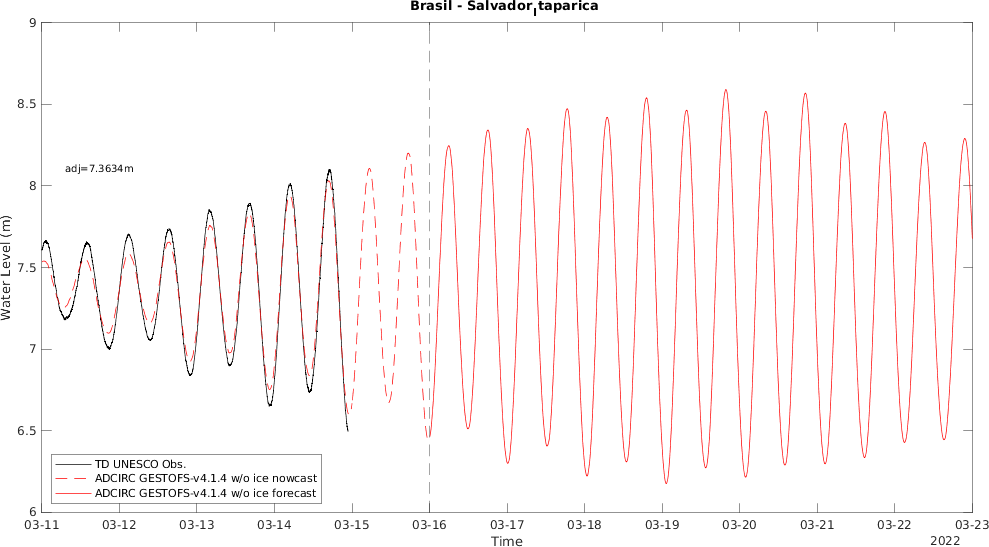 Brasil - Salvador,taparica
9
8.5
8
7.5
7
6.5
6
Water Level (m)
adj=7.3634m
TD UNESCO Obs.
ADCIRC GESTOFS-v4.1.4 w/o ice nowcast
ADCIRC GESTOFS-v4.1.4 w/o ice forecast
03-11 03-12 03-13 03-14 03-15 03-16 03-17 03-18 03-19 03-20 03-21 03-22 03-23
Time
2022